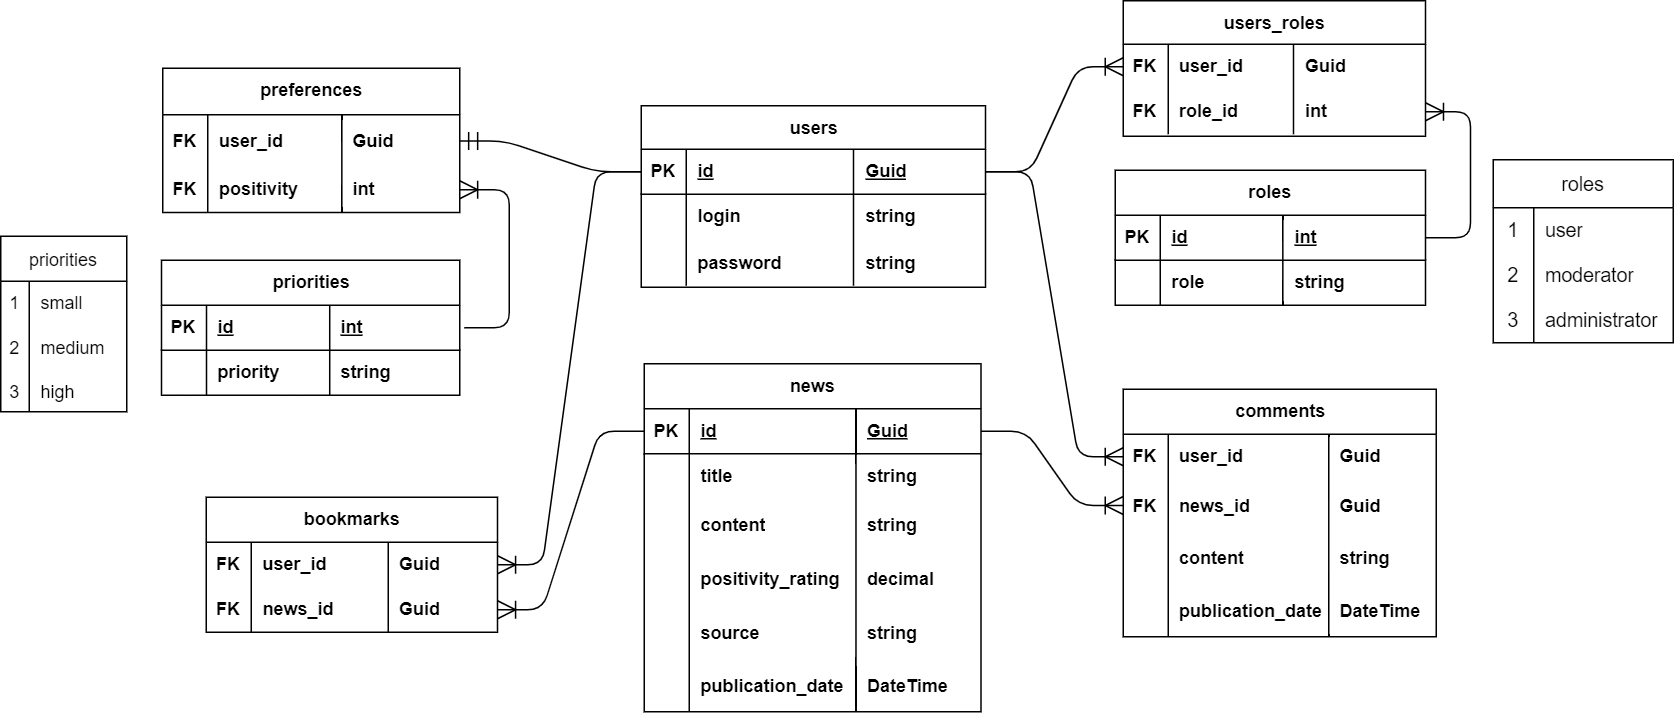 users_roles
FK user_id Guid
FK role_id int
preferences
FK user_id Guid
FK positivity int
users
PK id Guid
login string
password string
roles
PK id int
role string
roles
1 user
2 moderator
3 administrator
priorities
1 small
2 medium
3 high
priorities
PK id int
priority string
news
PK id Guid
title string
content string
positivity_rating decimal
source string
publication_date DateTime
comments
FK user_id Guid
FK news_id Guid
content string
publication_date DateTime
bookmarks
FK user_id Guid
FK news_id Guid